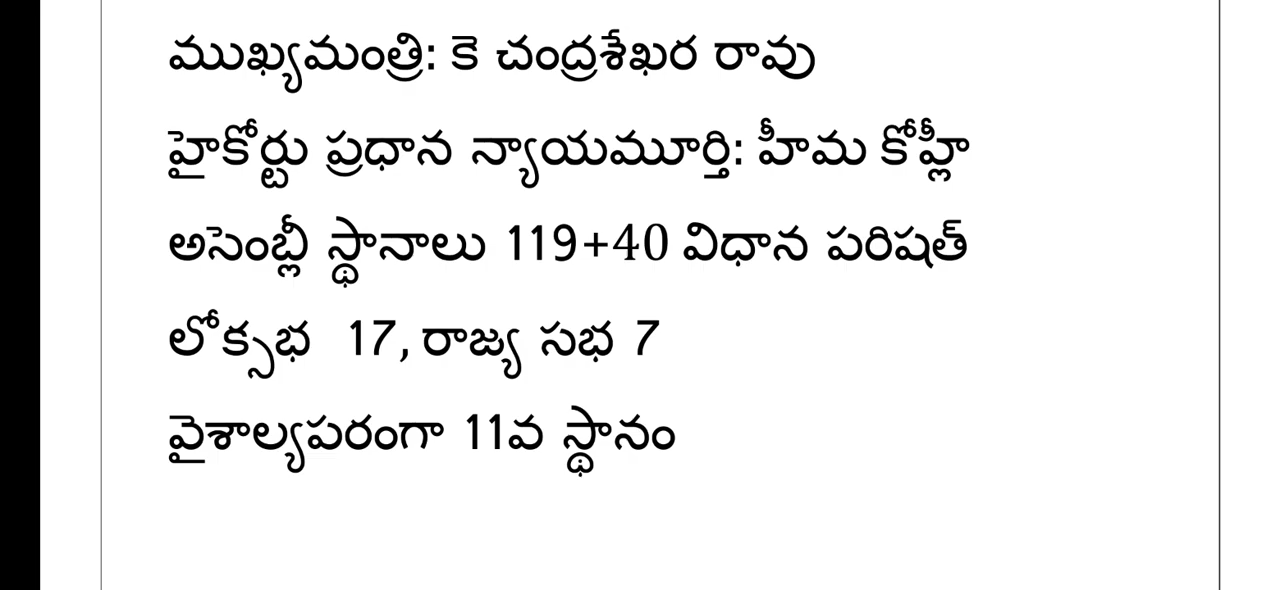 ముఖ్యమంత్రి: కె చంద్రశేఖర రావు
హైకోర్టు ప్రధాన న్యాయమూర్తి: హీమ కోహ్లీ
అసెంబ్లీ స్థానాలు 119+40 విధాన పరిషత్
లోక్సభ 17, రాజ్య సభ 7
వైశాల్యపరంగా 11వ స్థానం